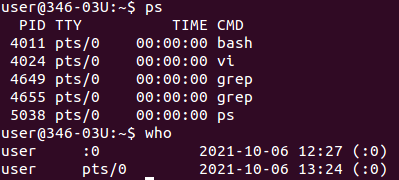 user@346-03U:~$ ps
  PID TTY          TIME CMD
 4011 pts/0    00:00:00 bash
 4024 pts/0    00:00:00 vi
 4649 pts/0    00:00:00 grep
 4655 pts/0    00:00:00 grep
 5038 pts/0    00:00:00 ps
user@346-03U:~$ who
user     :0           2021-10-06 12:27 (:0)
user     pts/0        2021-10-06 13:24 (:0)